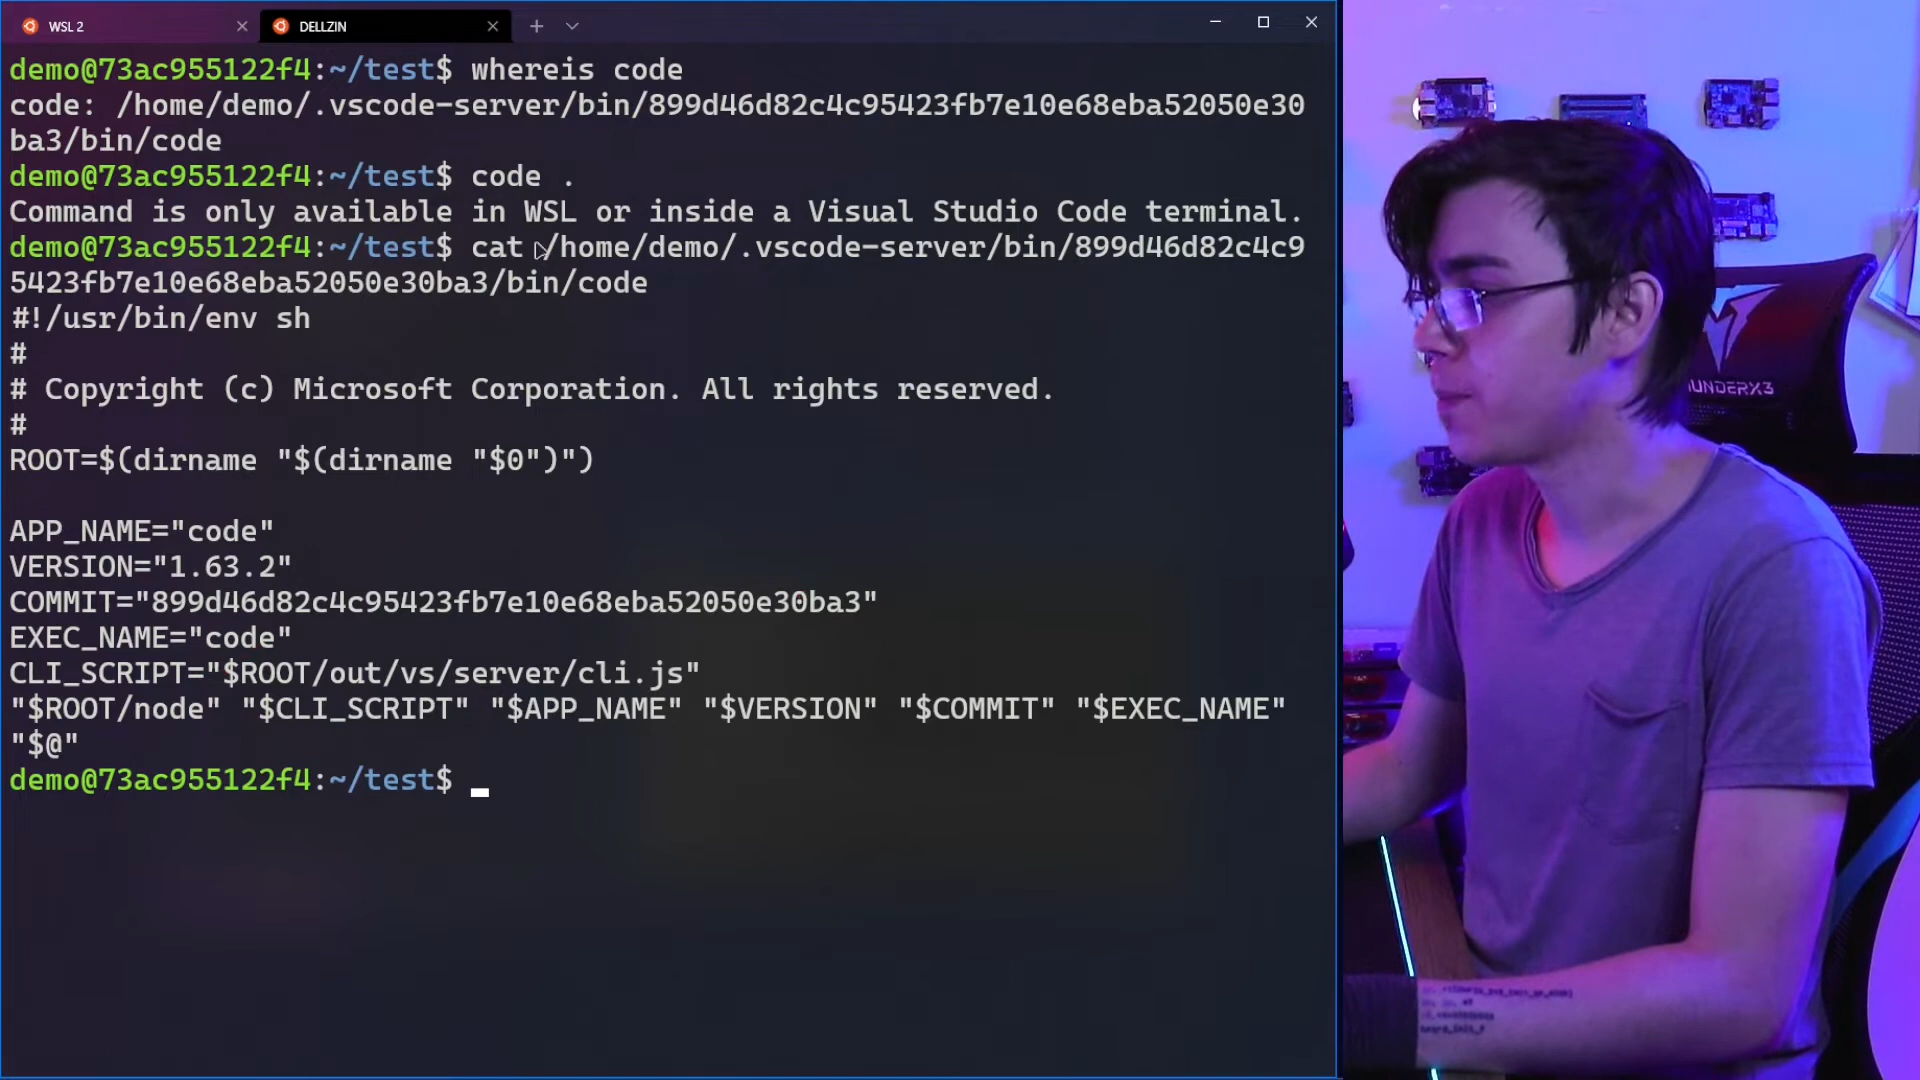 WSL 2
DELLZIN
demo@73ac955122f4:~/test$ whereis code
code: /home/demo/.vscode-server/bin/899d46d82c4c95423fb7e10e68eba52050e30
ba3/bin/code
demo@73ac955122f4:~/test$ code .
Command is only available in WSL or inside a Visual Studio Code terminal.
demo@73ac955122f4:~/test$ cat /home/demo/.vscode-server/bin/899d46d82c4c9
5423fb7e10e68eba52050e30ba3/bin/code
#!/usr/bin/env sh
#
# Copyright (c) Microsoft Corporation. All rights reserved.
#
ROOT=$(dirname "$(dirname "$0")")
APP_NAME="code"
VERSION="1.63.2"
COMMIT="899d46d82c4c95423fb7e10e68eba52050e30ba3"
EXEC_NAME="code"
CLI_SCRIPT="$ROOT/out/vs/server/cli.js"
"$ROOT/node" "$CLI_SCRIPT" "$APP_NAME" "$VERSION" "$COMMIT" "$EXEC_NAME"
"$@"
demo@73ac955122f4:~/test$
UNDERX3